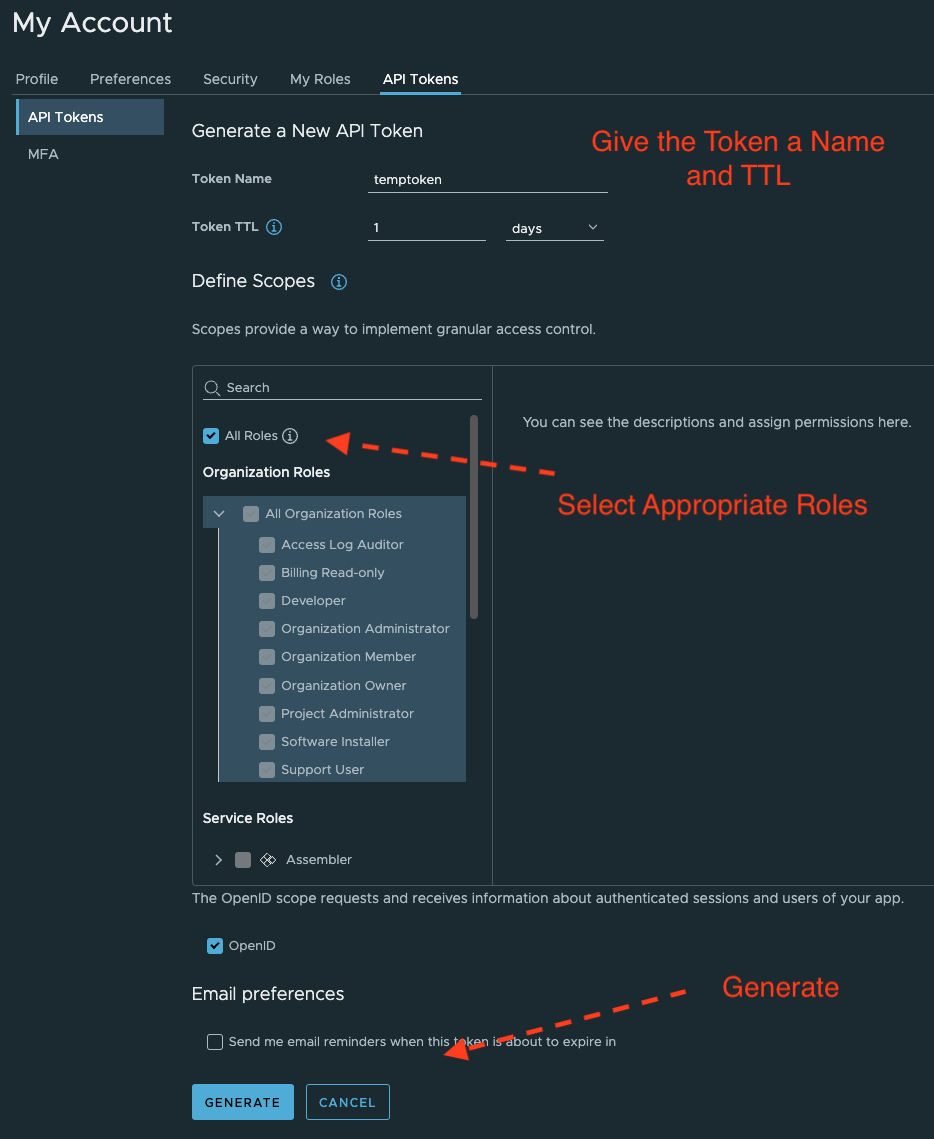 My Account
Profile Preferences Security My Roles API Tokens
API Tokens
MFA
Generate a New API Token
Give the Token a Name
and TTL
Token Name temptoken
Token TTL 1 days
Define Scopes
Scopes provide a way to implement granular access control.
Search
You can see the descriptions and assign permissions here.
All Roles
Select Appropriate Roles
Organization Roles
All Organization Roles
Access Log Auditor
Billing Read-only
Developer
Organization Administrator
Organization Member
Organization Owner
Project Administrator
Software Installer
Support User
Service Roles
Assembler
The OpenID scope requests and receives information about authenticated sessions and users of your app.
OpenID
Email preferences
Generate
Send me email reminders when this token is about to expire in
GENERATE CANCEL